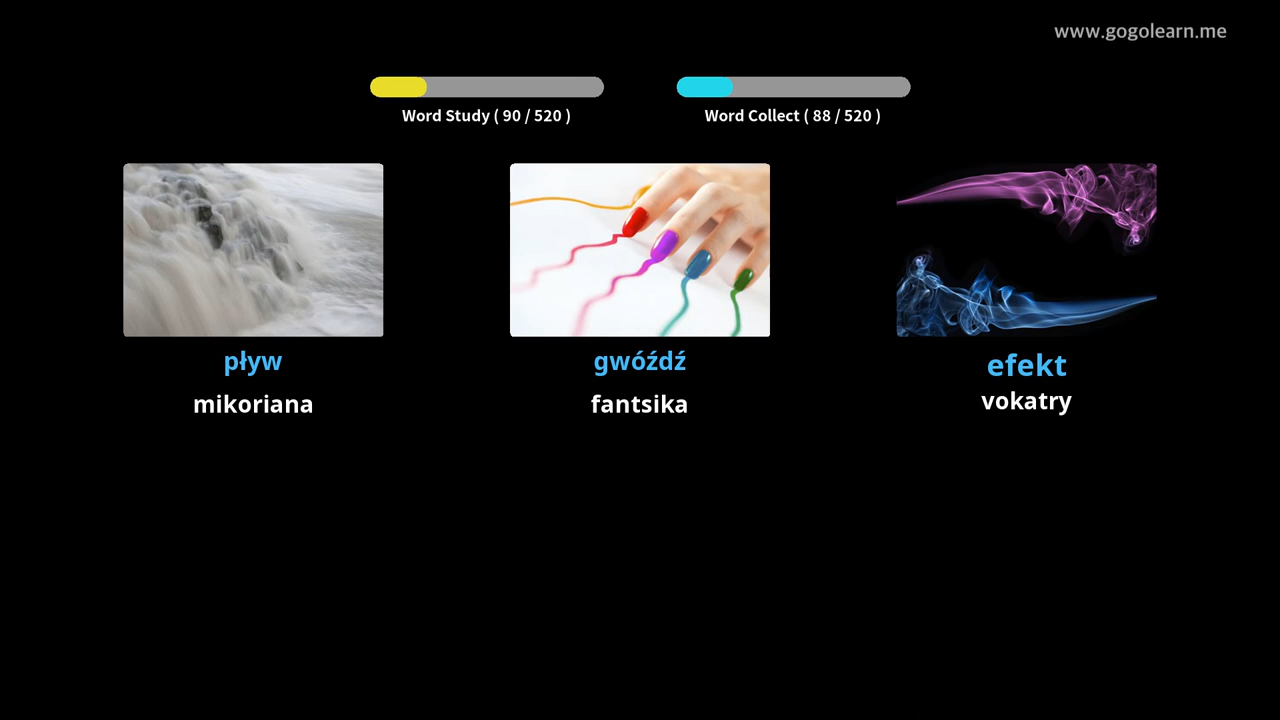 www.gogolearn.me
Word Study ( 90 / 520 )
Word Collect ( 88 / 520 )
pływ
gwóźdź
efekt
mikoriana
fantsika
vokatry